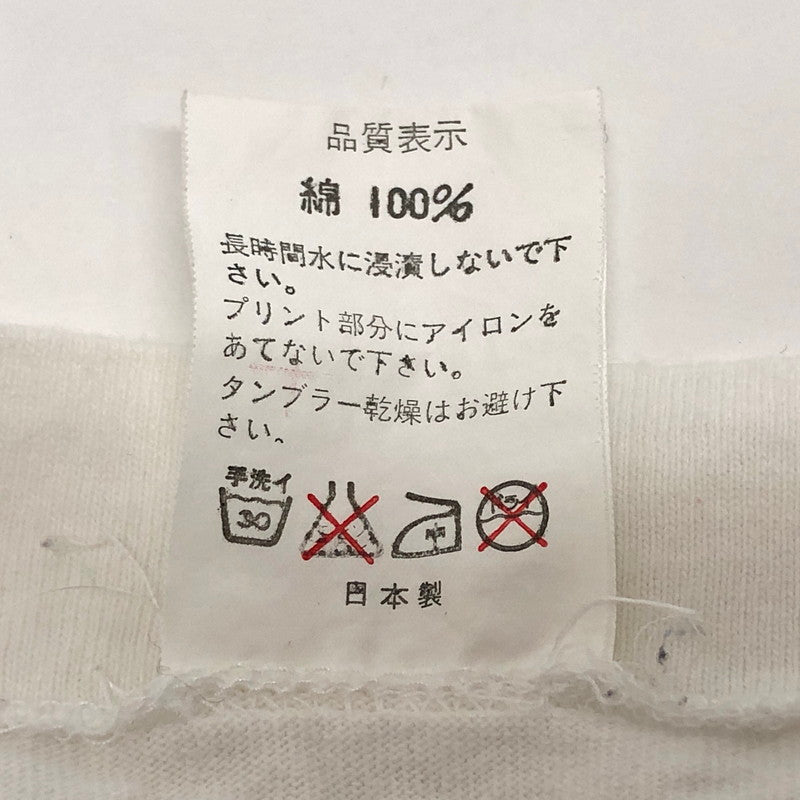 品質表示
綿 100%
長時間水に浸漬しないで下
さい。
プリント部分にアイロンを
あてないで下さい。
タンブラー乾燥はお避け下
さい。
手洗イ
30
中
ドライ
日本製